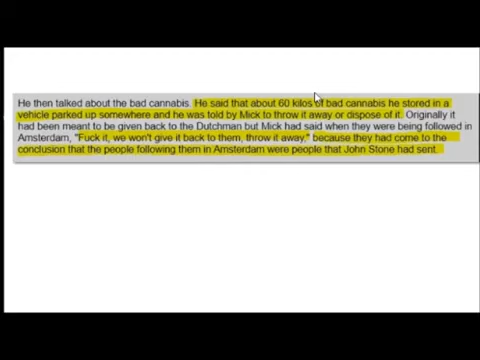 He then talked about the bad cannabis. He said that about 60 kilos of bad cannabis he stored in a
vehicle parked up somewhere and he was told by Mick to throw it away or dispose of it. Originally it
had been meant to be given back to the Dutchman but Mick had said when they were being followed in
Amsterdam, "Fuck it, we won't give it back to them, throw it away," because they had come to the
conclusion that the people following them in Amsterdam were people that John Stone had sent.